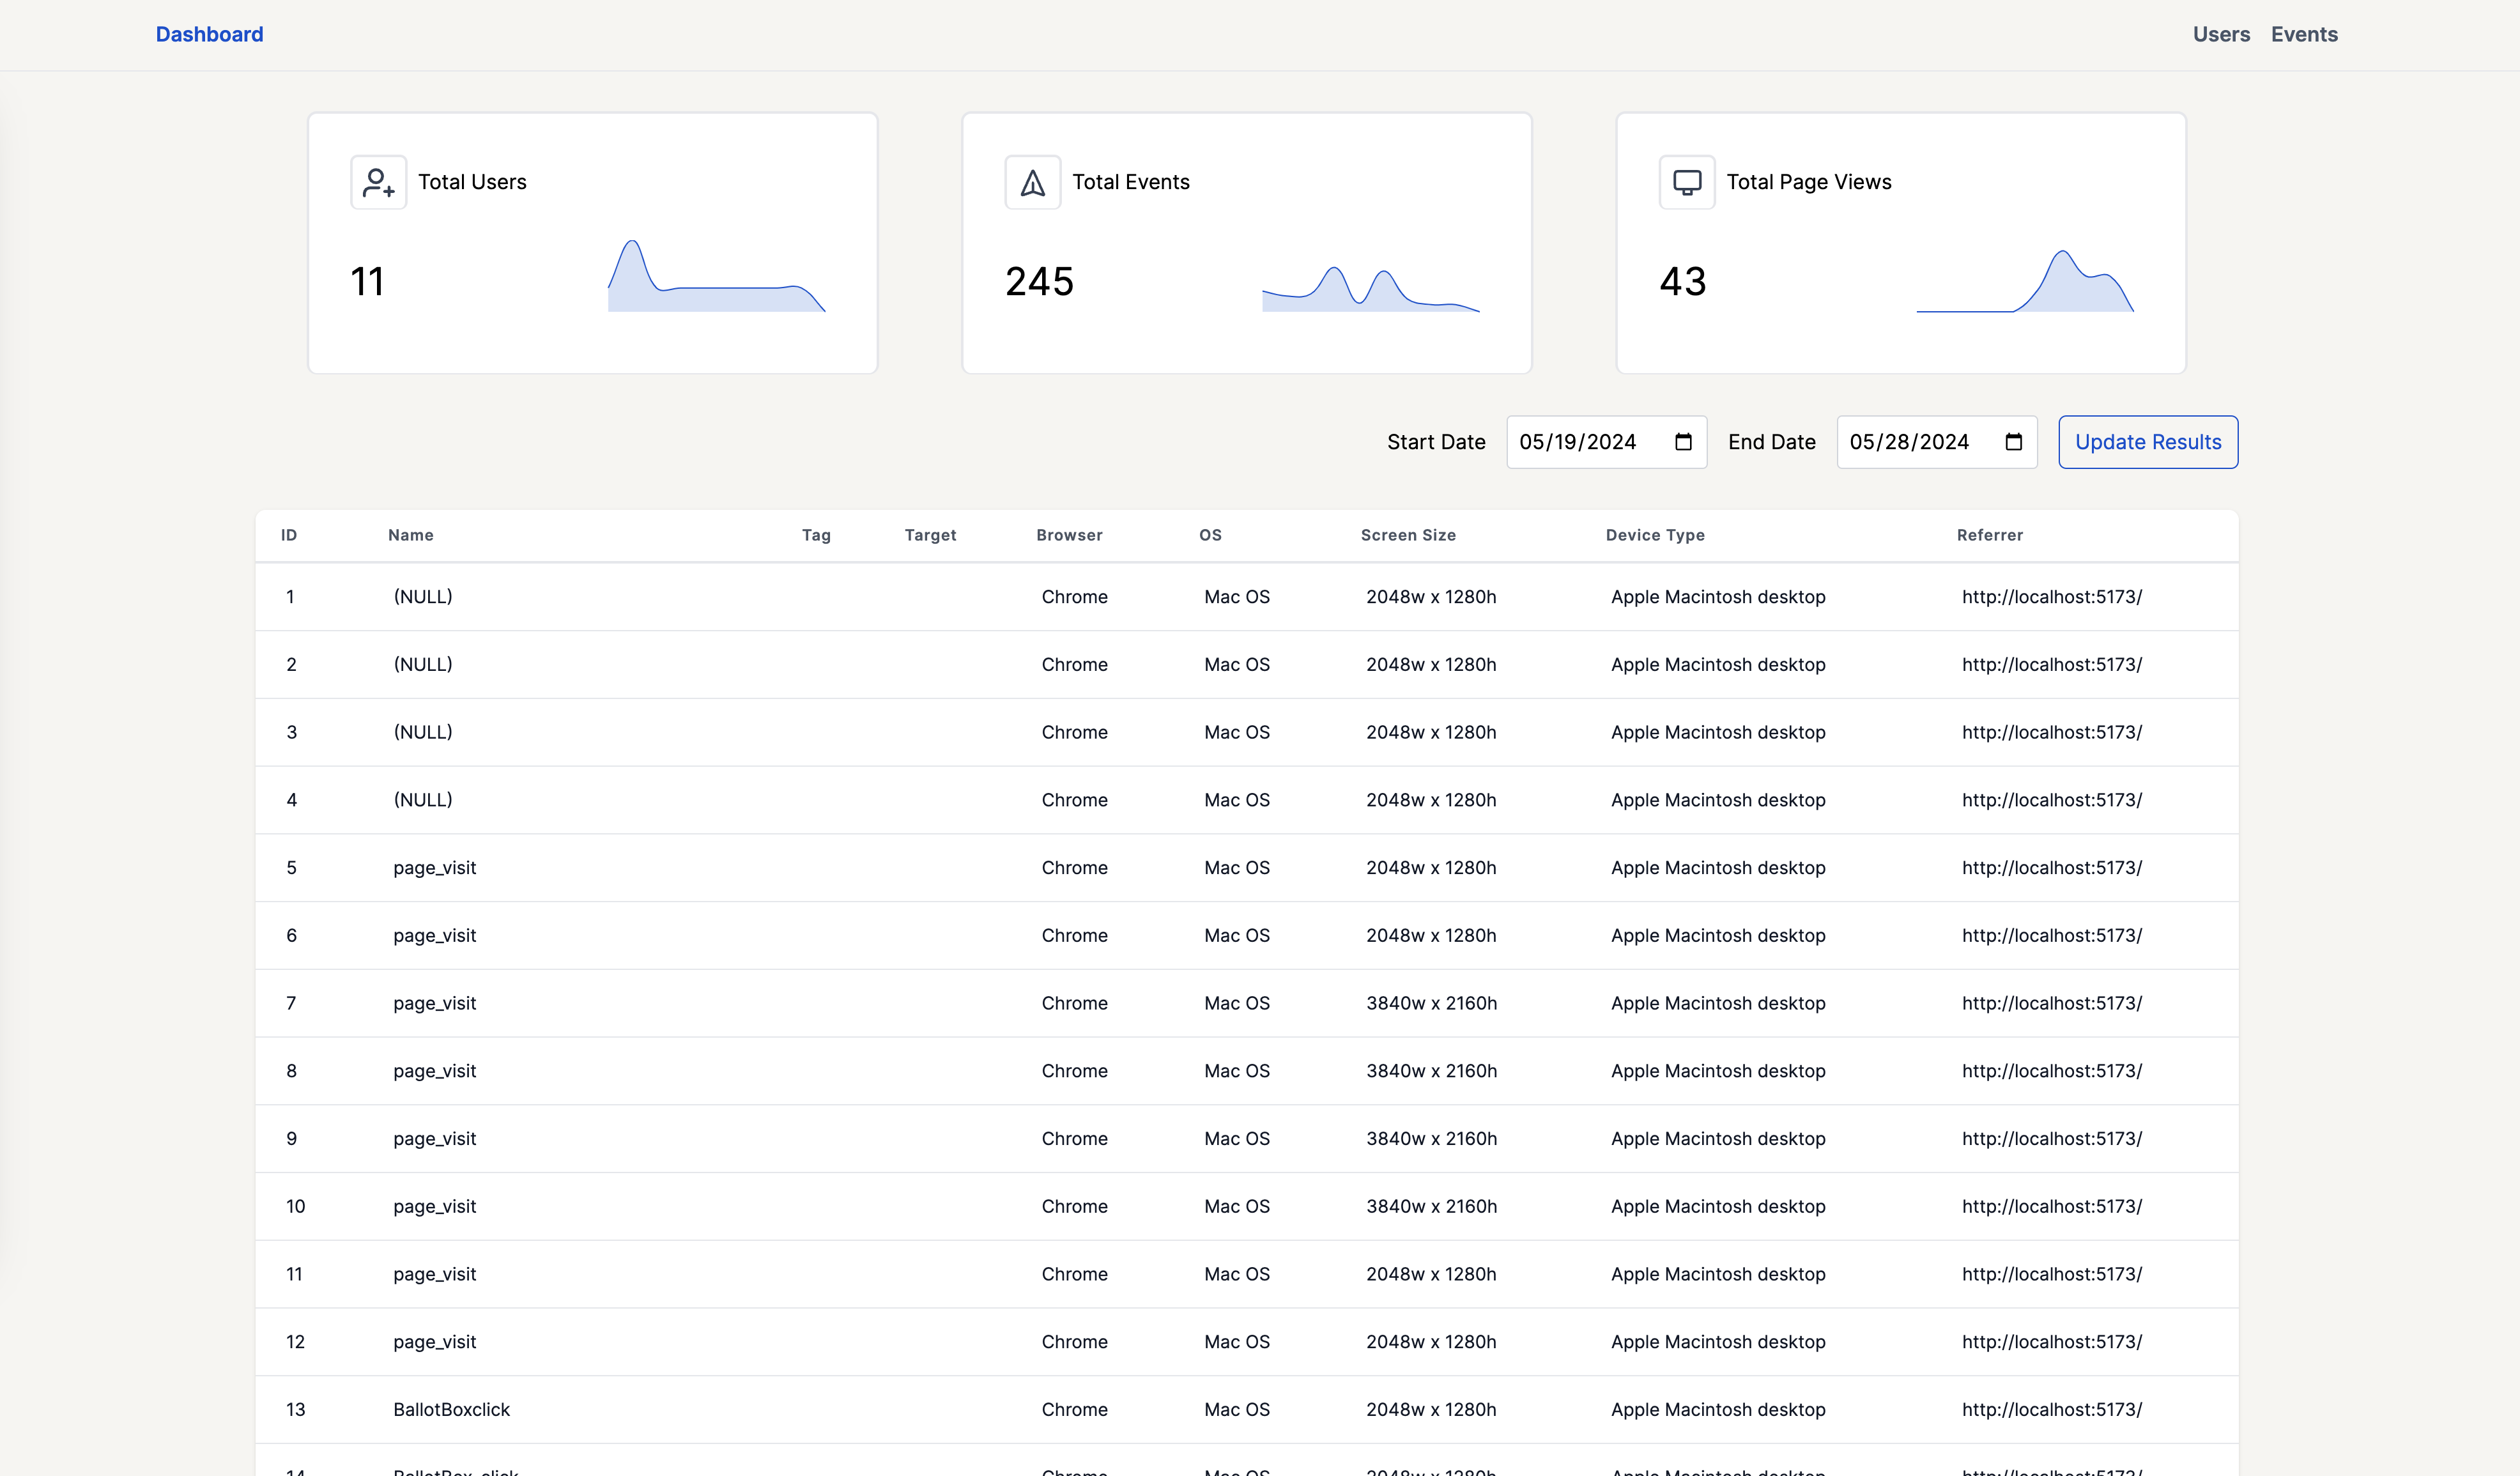 Dashboard Users Events
Total Users
11
Total Events
245
Total Page Views
43
Start Date 05/19/2024 End Date 05/28/2024 Update Results
ID Name Tag Target Browser OS Screen Size Device Type Referrer
1 (NULL) Chrome Mac OS 2048w x 1280h Apple Macintosh desktop http://localhost:5173/
2 (NULL) Chrome Mac OS 2048w x 1280h Apple Macintosh desktop http://localhost:5173/
3 (NULL) Chrome Mac OS 2048w x 1280h Apple Macintosh desktop http://localhost:5173/
4 (NULL) Chrome Mac OS 2048w x 1280h Apple Macintosh desktop http://localhost:5173/
5 page_visit Chrome Mac OS 2048w x 1280h Apple Macintosh desktop http://localhost:5173/
6 page_visit Chrome Mac OS 2048w x 1280h Apple Macintosh desktop http://localhost:5173/
7 page_visit Chrome Mac OS 3840w x 2160h Apple Macintosh desktop http://localhost:5173/
8 page_visit Chrome Mac OS 3840w x 2160h Apple Macintosh desktop http://localhost:5173/
9 page_visit Chrome Mac OS 3840w x 2160h Apple Macintosh desktop http://localhost:5173/
10 page_visit Chrome Mac OS 3840w x 2160h Apple Macintosh desktop http://localhost:5173/
11 page_visit Chrome Mac OS 2048w x 1280h Apple Macintosh desktop http://localhost:5173/
12 page_visit Chrome Mac OS 2048w x 1280h Apple Macintosh desktop http://localhost:5173/
13 BallotBoxclick Chrome Mac OS 2048w x 1280h Apple Macintosh desktop http://localhost:5173/